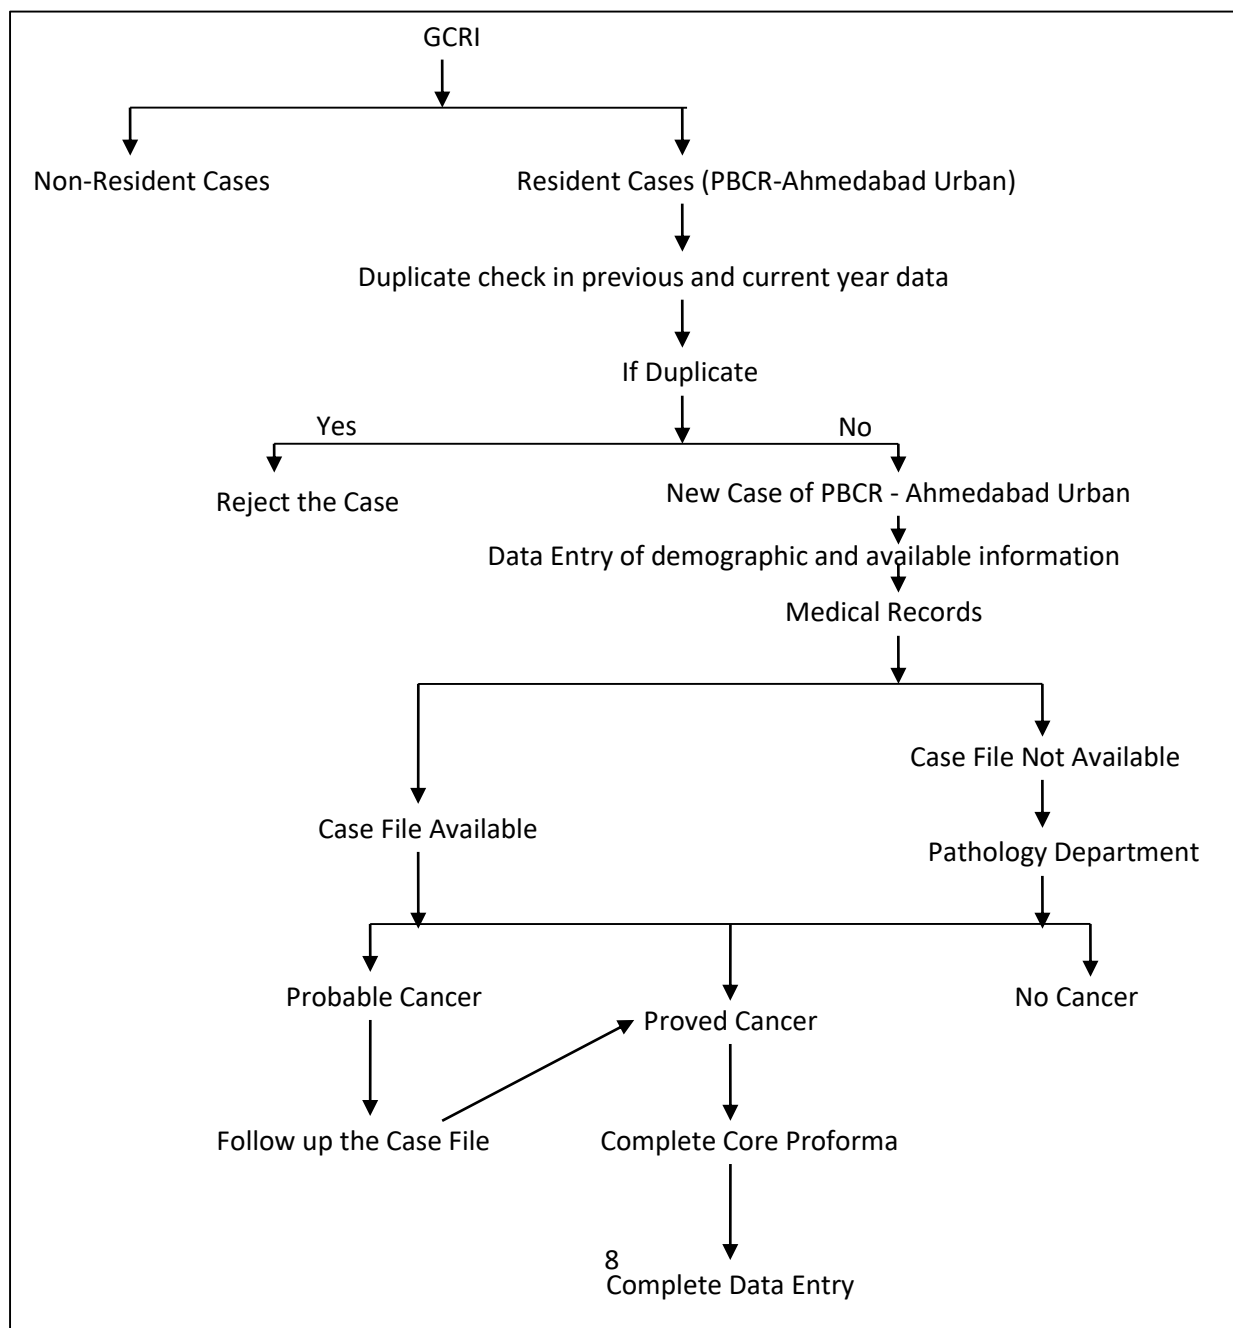 GCRI
Non-Resident Cases
Resident Cases (PBCR-Ahmedabad Urban)
Duplicate check in previous and current year data
If Duplicate
Yes
No
Reject the Case
New Case of PBCR - Ahmedabad Urban
Data Entry of demographic and available information
Medical Records
Case File Not Available
Case File Available
Pathology Department
Probable Cancer
No Cancer
Proved Cancer
Follow up the Case File
Complete Core Proforma
8
Complete Data Entry